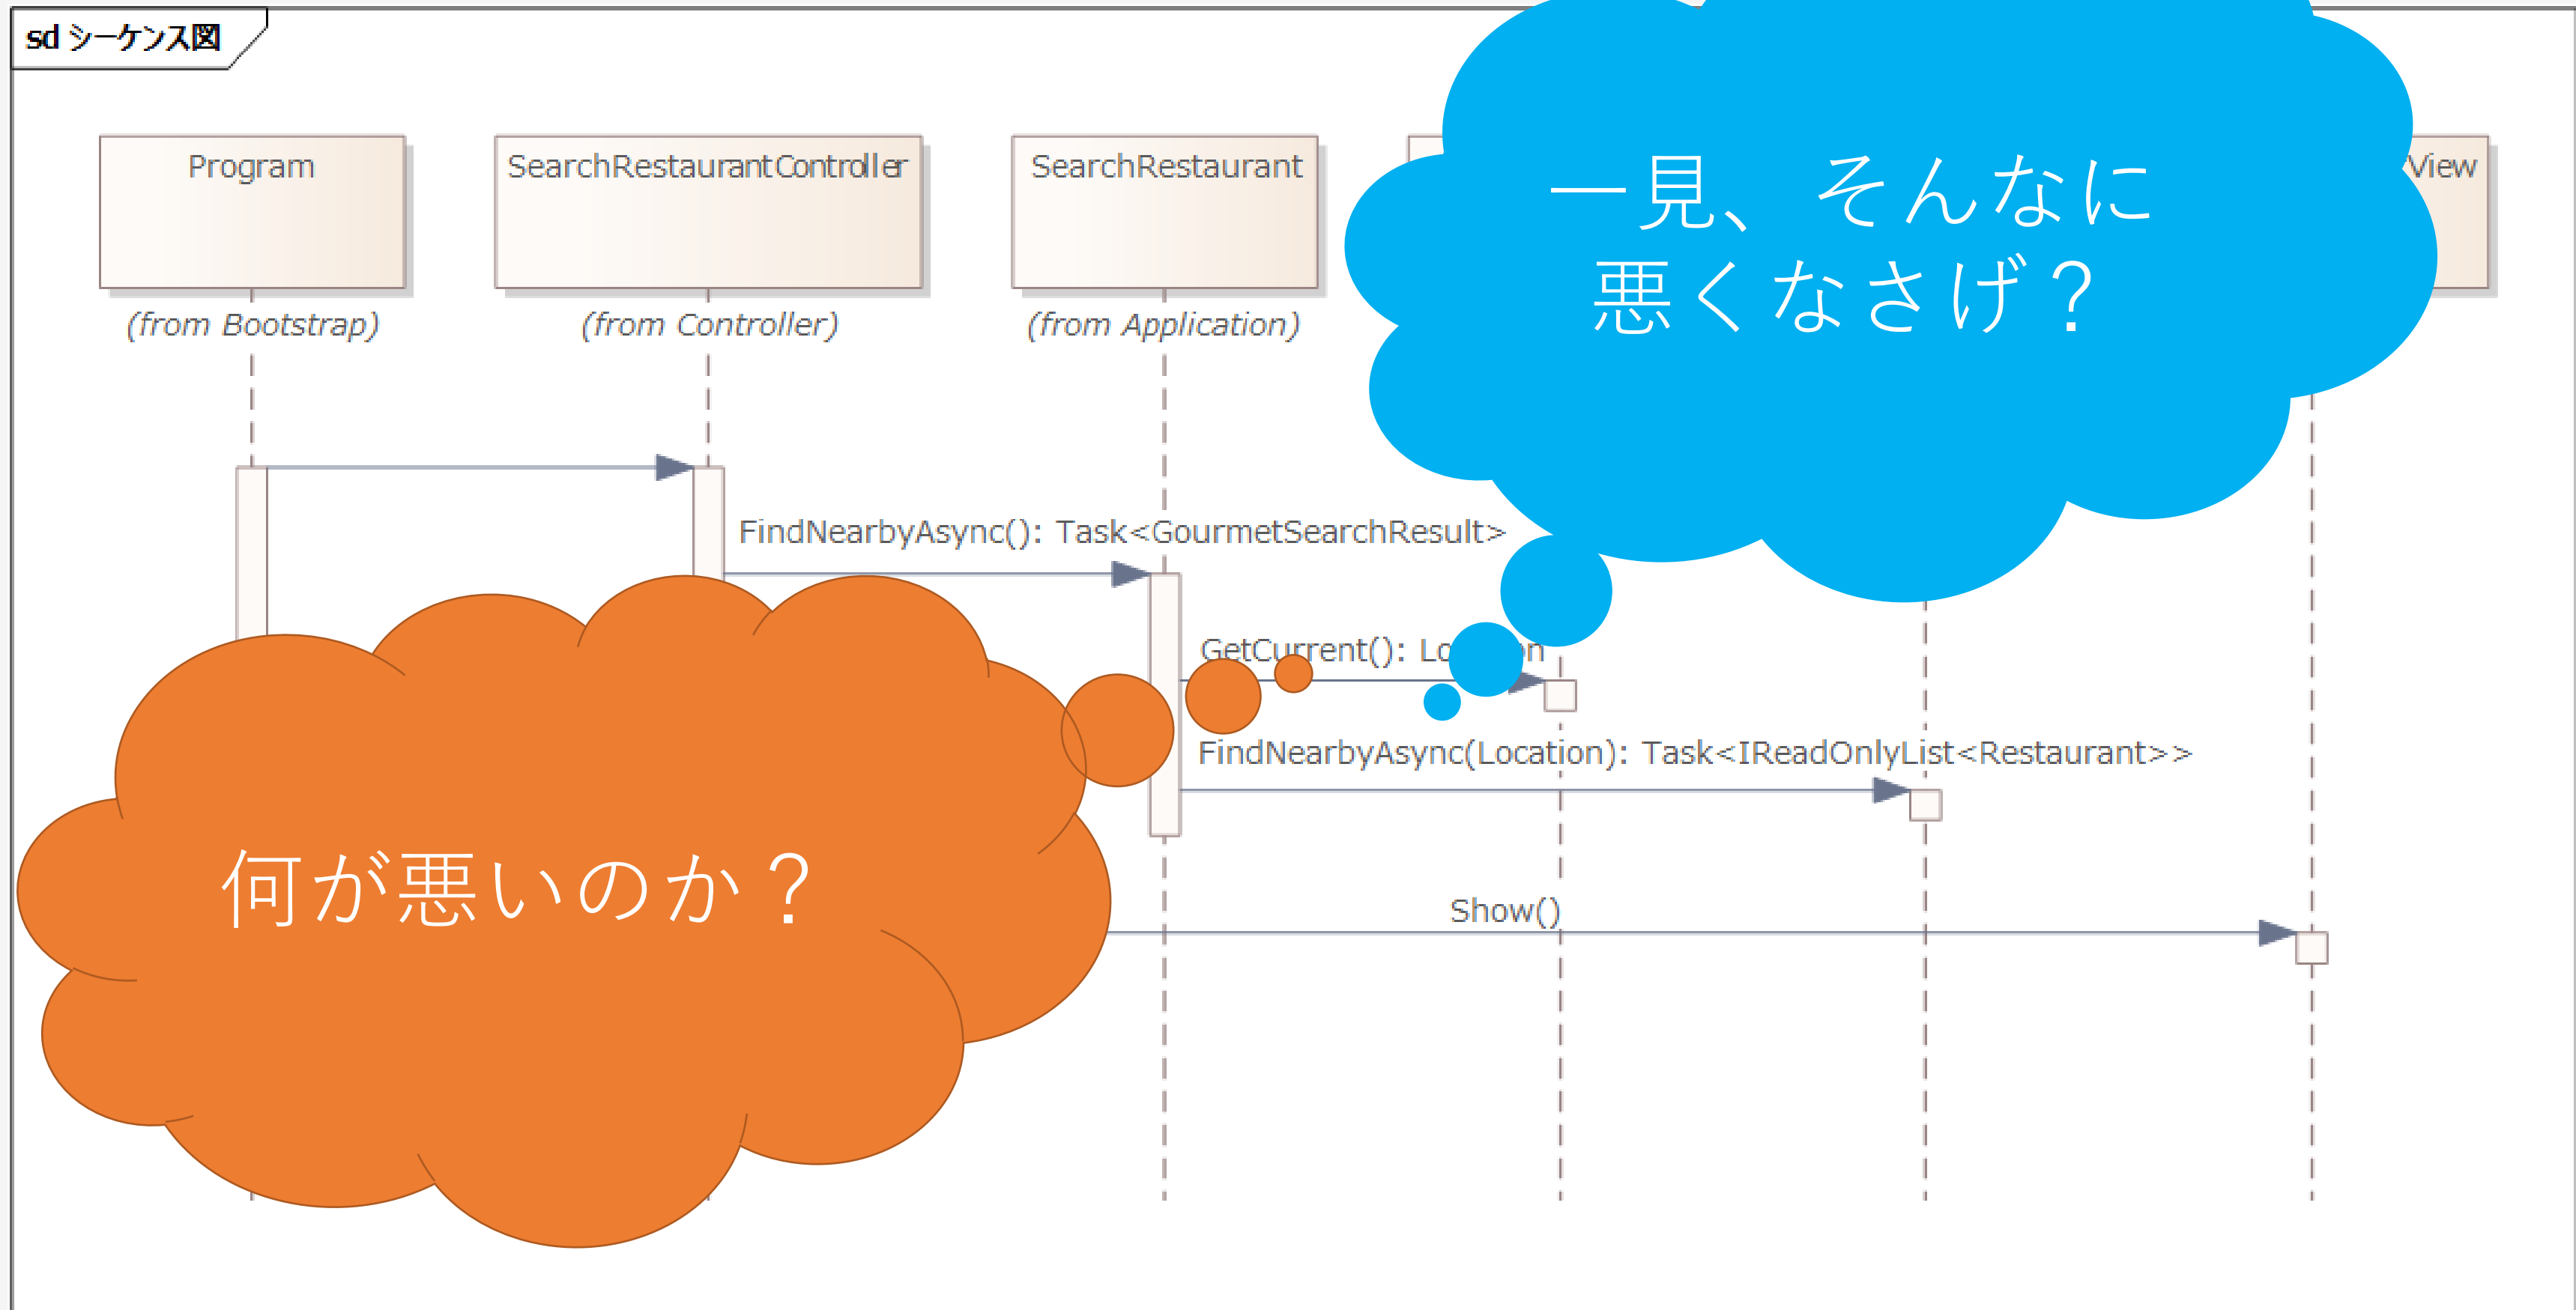 sd シーケンス図
Program
SearchRestaurantController
SearchRestaurant
View
(from Bootstrap)
(from Controller)
(from Application)
一見、そんなに
悪くなさげ？
FindNearbyAsync(): Task<GourmetSearchResult>
GetCurrent():
FindNearbyAsync(Location): Task<IReadOnlyList<Restaurant>>
何が悪いのか？
Show()